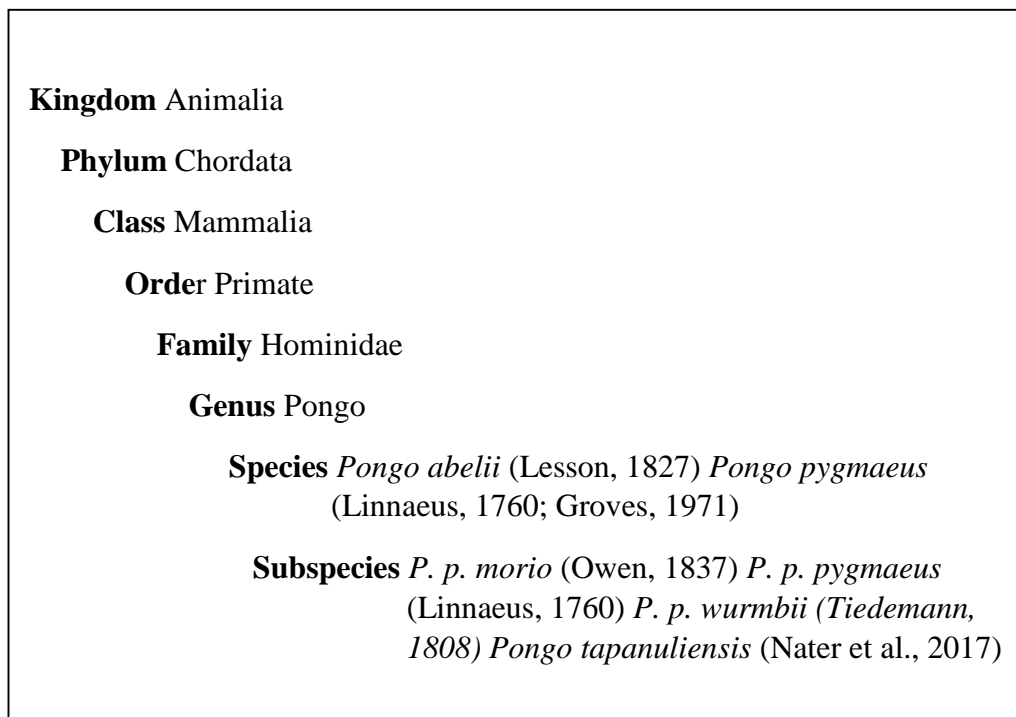 Kingdom Animalia
Phylum Chordata
Class Mammalia
Order Primate
Family Hominidae
Genus Pongo
Species Pongo abelii (Lesson, 1827) Pongo pygmaeus
(Linnaeus, 1760; Groves, 1971)
Subspecies P. p. morio (Owen, 1837) P. p. pygmaeus
(Linnaeus, 1760) P. p. wurmbii (Tiedemann,
1808) Pongo tapanuliensis (Nater et al., 2017)